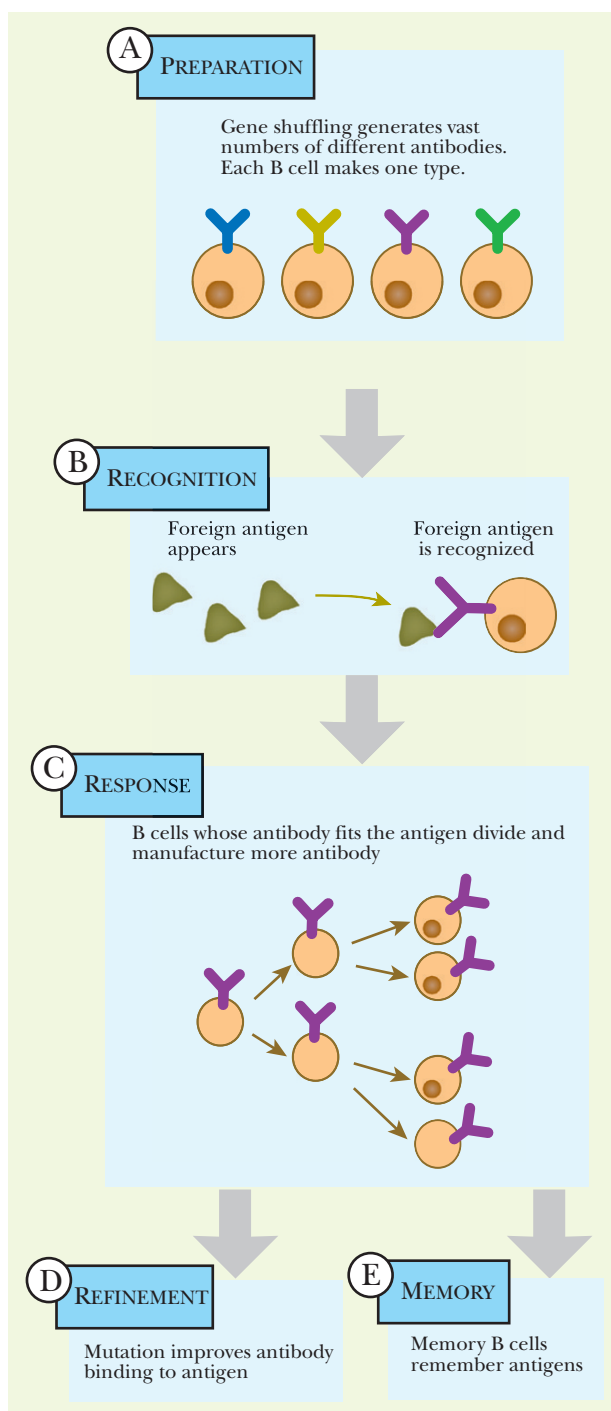 A
PREPARATION
Gene shuffling generates vast
numbers of different antibodies.
Each B cell makes one type.
B
RECOGNITION
Foreign antigen
appears
Foreign antigen
is recognized
C
RESPONSE
B cells whose antibody fits the antigen divide and
manufacture more antibody
D
REFINEMENT
Mutation improves antibody
binding to antigen
E
MEMORY
Memory B cells
remember antigens